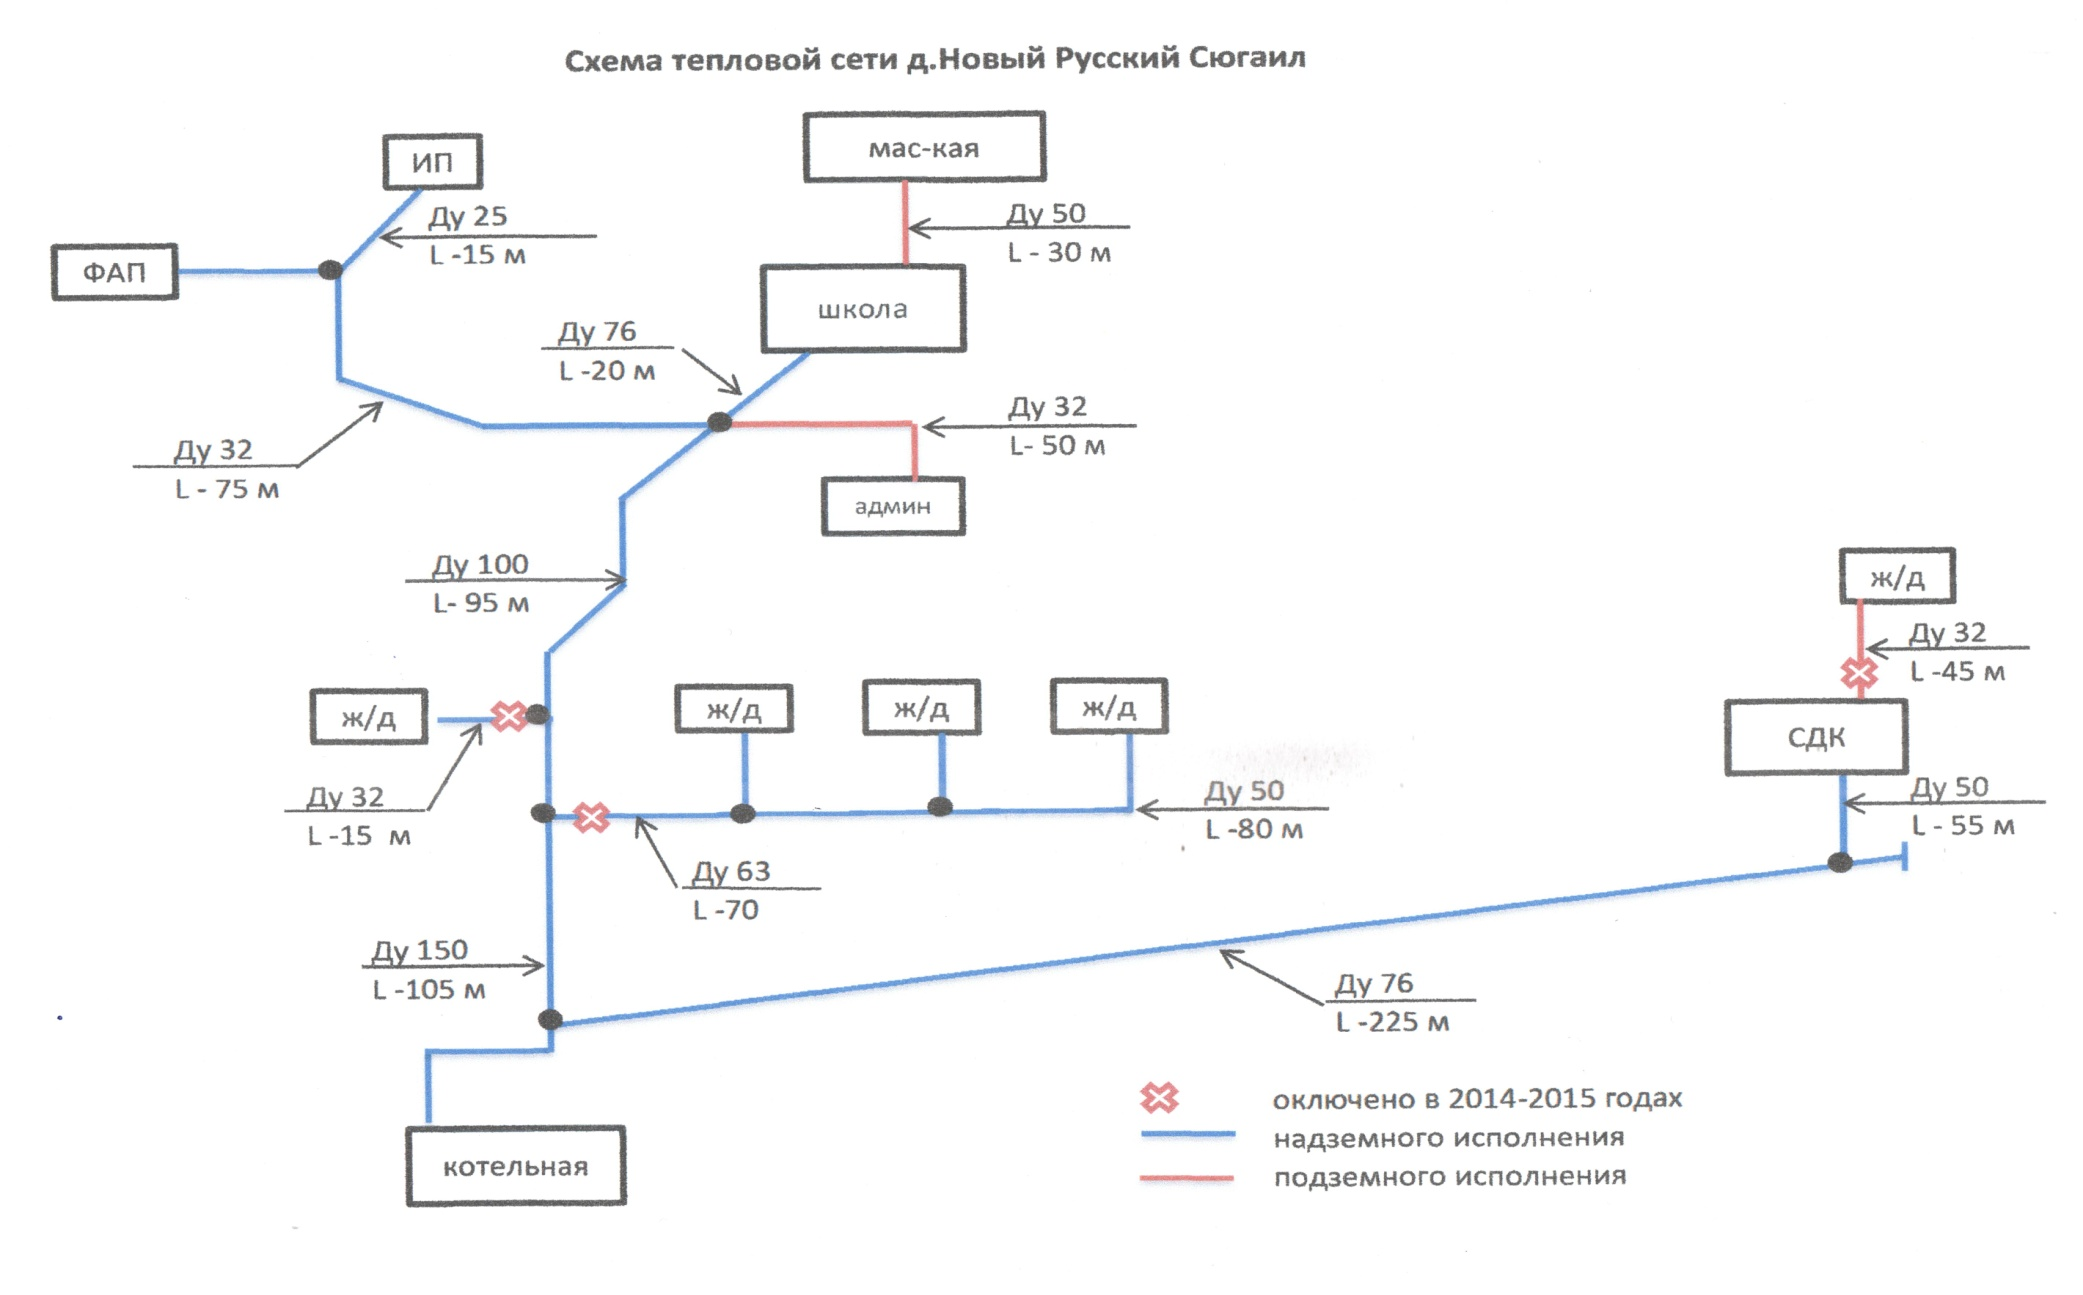 Схема тепловой сети д.Новый Русский Сюгаил
мас-кая
ИП
Ду 25
L -15 м
Ду 50
L - 30 м
ФАП
школа
Ду 76
L -20 м
Ду 32
L- 50 м
Ду 32
L - 75 м
админ
Ду 100
L- 95 м
ж/д
Ду 32
L -45 м
ж/д
ж/д
ж/д
ж/д
СДК
Ду 32
L -15 м
Ду 50
L -80 м
Ду 50
L - 55 м
Ду 63
L -70
Ду 150
L -105 м
Ду 76
L -225 м
оключено в 2014-2015 годах
надземного исполнения
подземного исполнения
котельная